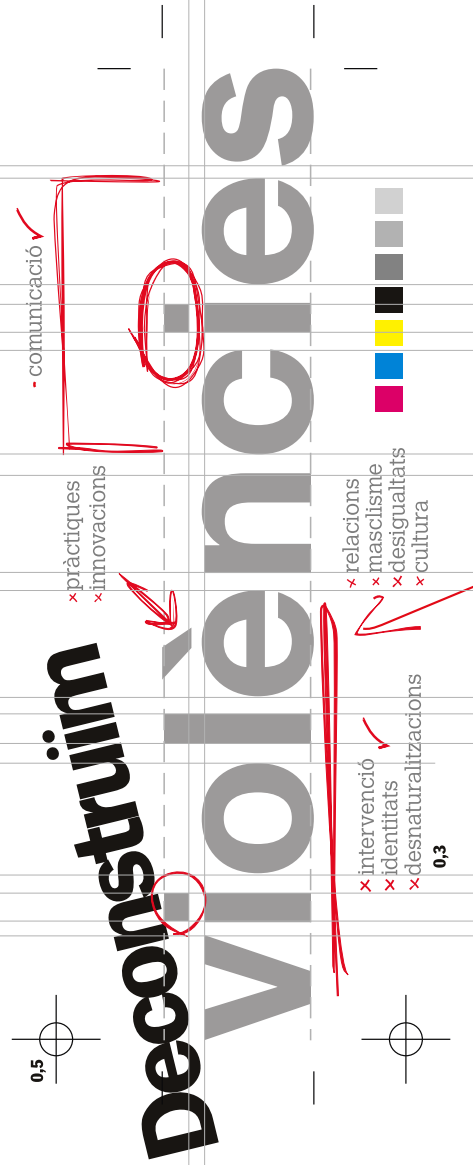 Deconstruïm
violències
- comunicació
× pràctiques
× innovacions
× relacions
× masclisme
× desigualtats
× cultura
× intervenció
× identitats
× desnaturalitzacions
0,5
0,3